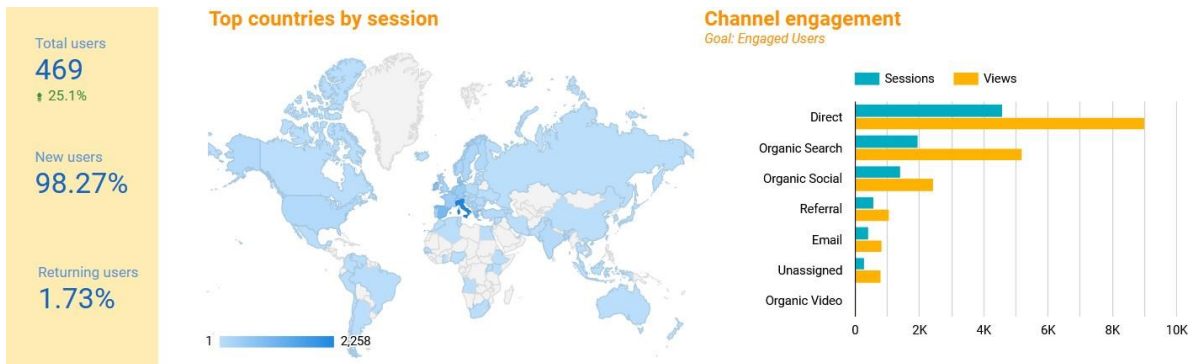 Total users
469
25.1%
New users
98.27%
Returning users
1.73%
Top countries by session
1
2,258
Channel engagement
Goal: Engaged Users
Sessions
Views
Direct
Organic Search
Organic Social
Referral
Email
Unassigned
Organic Video
0 2K 4K 6K 8K 10K